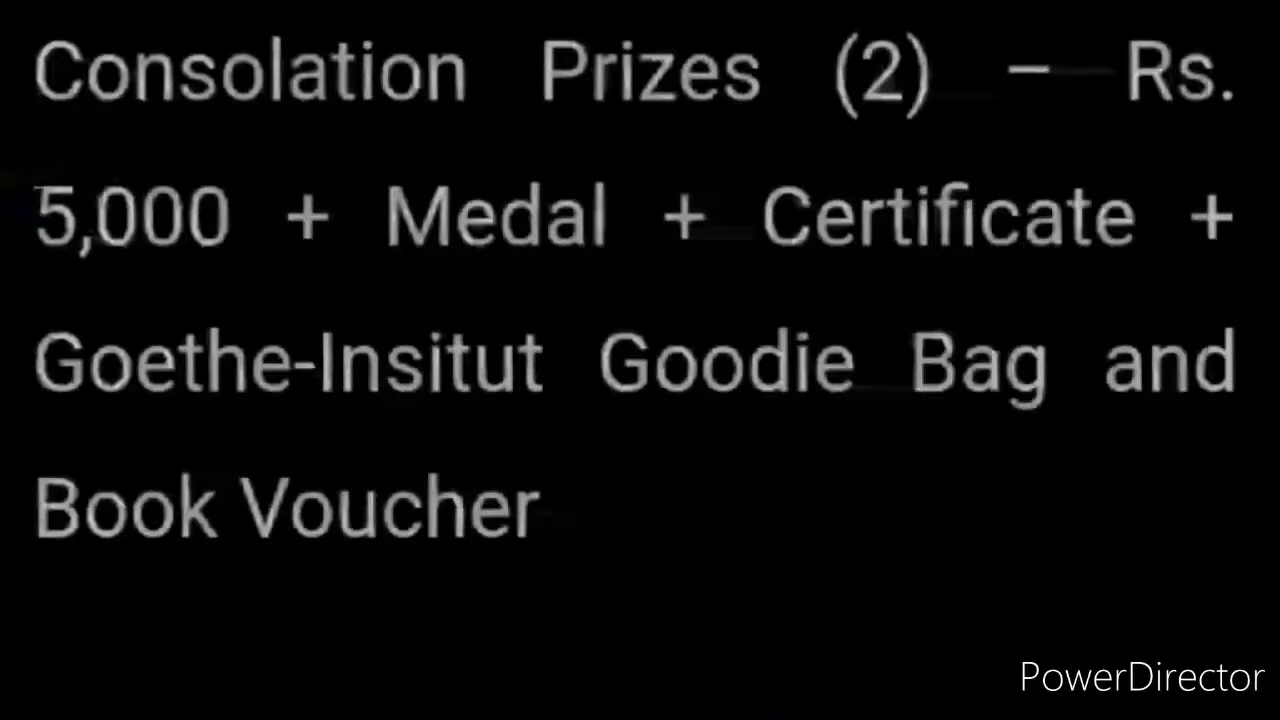 Consolation Prizes (2) – Rs.
5,000 + Medal + Certificate +
Goethe-Insitut Goodie Bag and
Book Voucher
PowerDirector